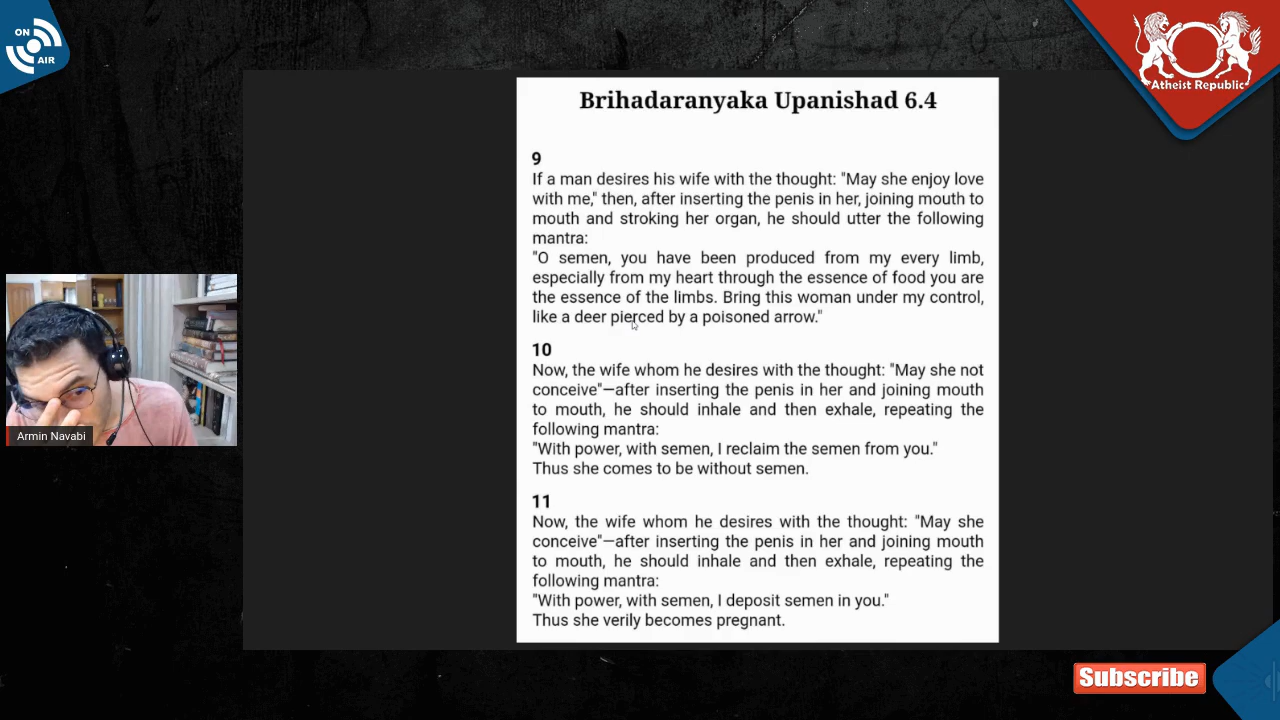 ON
AIR
Atheist Republic
Brihadaranyaka Upanishad 6.4
9
If a man desires his wife with the thought: "May she enjoy love
with me," then, after inserting the penis in her, joining mouth to
mouth and stroking her organ, he should utter the following
mantra:
"O semen, you have been produced from my every limb,
especially from my heart through the essence of food you are
the essence of the limbs. Bring this woman under my control,
like a deer pierced by a poisoned arrow."
10
Now, the wife whom he desires with the thought: "May she not
conceive"—after inserting the penis in her and joining mouth
to mouth, he should inhale and then exhale, repeating the
following mantra:
"With power, with semen, I reclaim the semen from you."
Thus she comes to be without semen.
11
Now, the wife whom he desires with the thought: "May she
conceive"—after inserting the penis in her and joining mouth
to mouth, he should inhale and then exhale, repeating the
following mantra:
"With power, with semen, I deposit semen in you."
Thus she verily becomes pregnant.
Armin Navabi
Subscribe